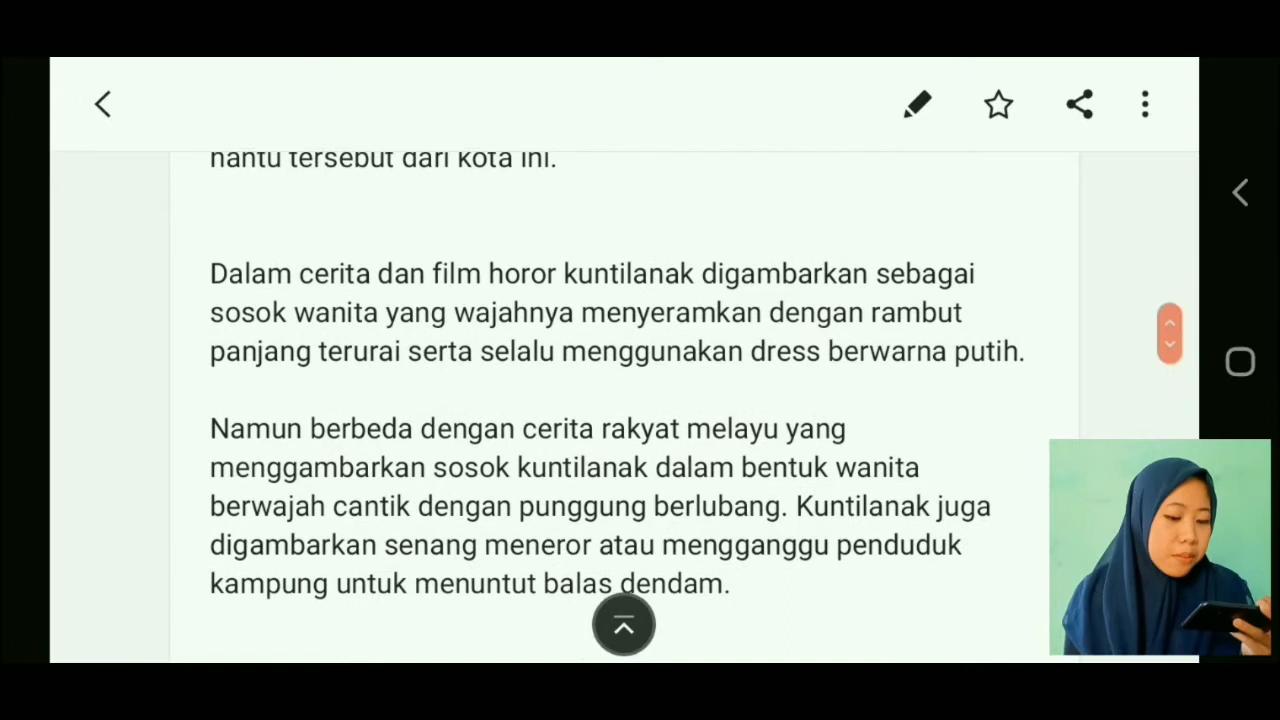 hantu tersebut dari kota ini.
Dalam cerita dan film horor kuntilanak digambarkan sebagai
sosok wanita yang wajahnya menyeramkan dengan rambut
panjang terurai serta selalu menggunakan dress berwarna putih.
Namun berbeda dengan cerita rakyat melayu yang
menggambarkan sosok kuntilanak dalam bentuk wanita
berwajah cantik dengan punggung berlubang. Kuntilanak juga
digambarkan senang meneror atau mengganggu penduduk
kampung untuk menuntut balas dendam.